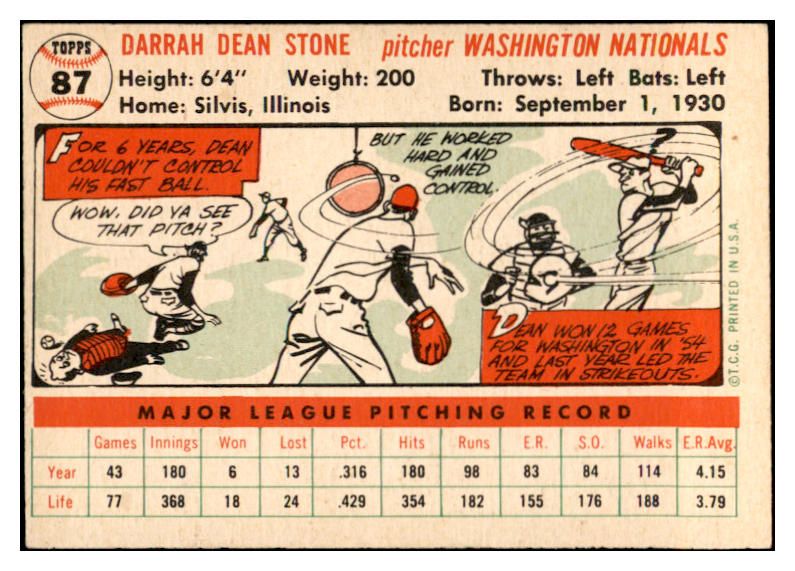 TOPPS
87
DARRAH DEAN STONE pitcher WASHINGTON NATIONALS
Height: 6'4" Weight: 200 Throws: Left Bats: Left
Home: Silvis, Illinois Born: September 1, 1930
FOR 6 YEARS, DEAN
COULDN'T CONTROL
HIS FAST BALL.
WOW, DID YA SEE
THAT PITCH?
BUT HE WORKED
HARD AND
GAINED
CONTROL.
?
DEAN WON 12 GAMES
FOR WASHINGTON IN '54
AND LAST YEAR LED THE
TEAM IN STRIKEOUTS.
©T.C.G. PRINTED IN U.S.A.
MAJOR LEAGUE PITCHING RECORD
Games Innings Won Lost Pct. Hits Runs E.R. S.O. Walks E.R.Avg.
Year 43 180 6 13 .316 180 98 83 84 114 4.15
Life 77 368 18 24 .429 354 182 155 176 188 3.79